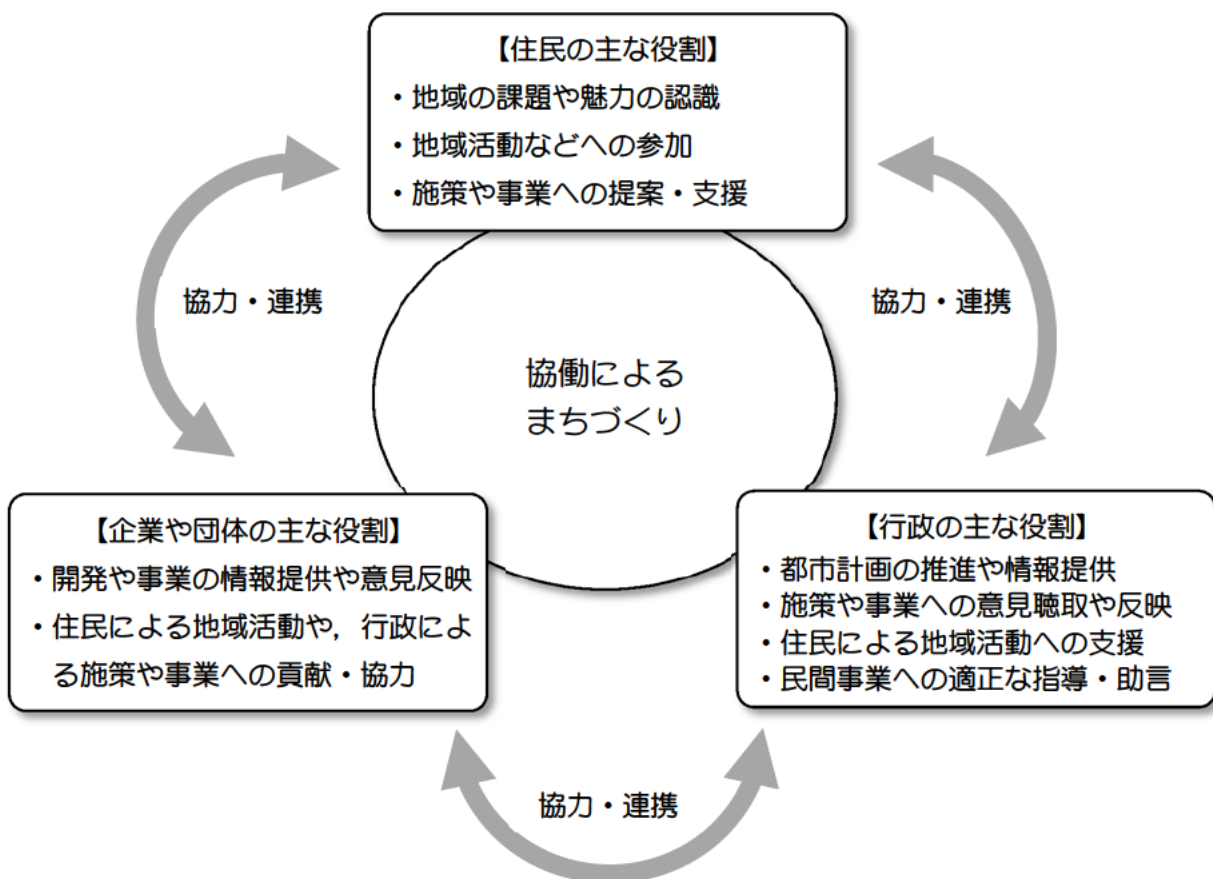 【住民の主な役割】
・地域の課題や魅力の認識
・地域活動などへの参加
・施策や事業への提案・支援
協力・連携
協力・連携
協働による
まちづくり
【企業や団体の主な役割】
・開発や事業の情報提供や意見反映
・住民による地域活動や，行政によ
る施策や事業への貢献・協力
【行政の主な役割】
・都市計画の推進や情報提供
・施策や事業への意見聴取や反映
・住民による地域活動への支援
・民間事業への適正な指導・助言
協力・連携